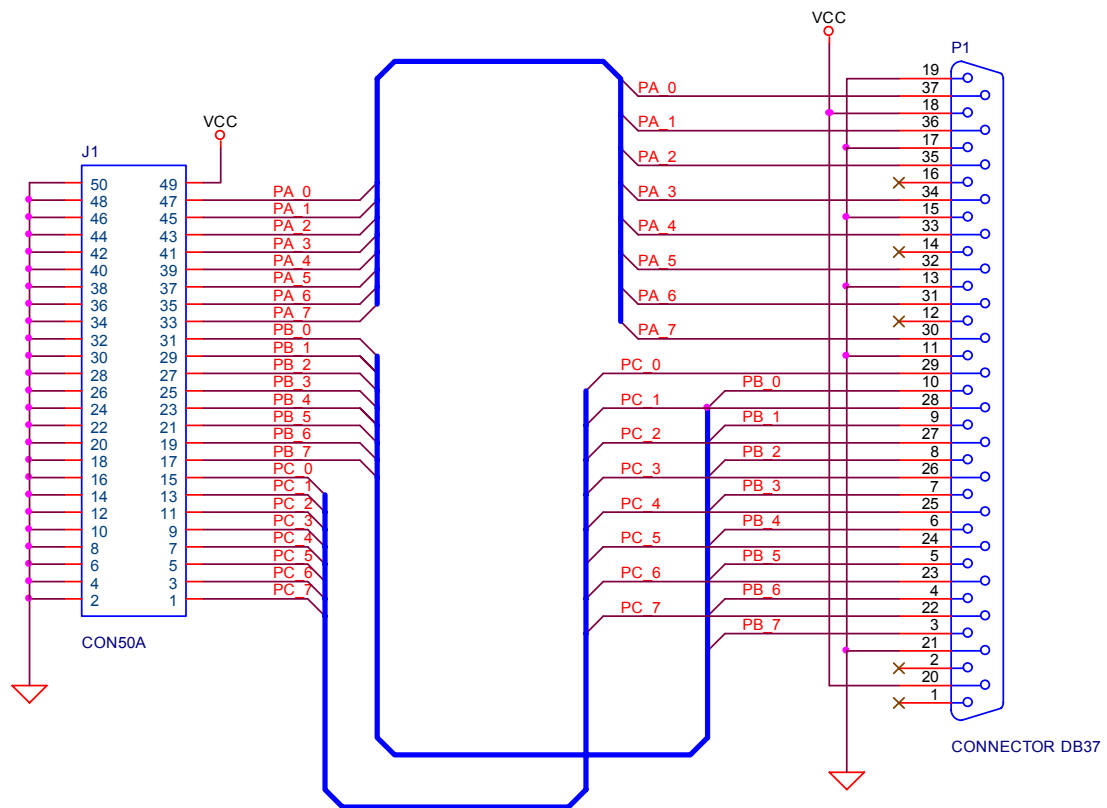 VCC
P1
19
PA_0 37
18
PA_1 36
17
PA_2 35
16
PA_3 34
15
PA_4 33
14
PA_5 32
13
PA_6 31
12
PA_7 30
11
PC_0 29
PB_0 10
PC_1 28
PB_1 9
PC_2 27
PB_2 8
PC_3 26
PB_3 7
PC_4 25
PB_4 6
PC_5 24
PB_5 5
PC_6 23
PB_6 4
PC_7 22
PB_7 3
21
2
20
1
CONNECTOR DB37
VCC
J1
50 49
48 47 PA_0
46 45 PA_1
44 43 PA_2
42 41 PA_3
40 39 PA_4
38 37 PA_5
36 35 PA_6
34 33 PA_7
32 31 PB_0
30 29 PB_1
28 27 PB_2
26 25 PB_3
24 23 PB_4
22 21 PB_5
20 19 PB_6
18 17 PB_7
16 15 PC_0
14 13 PC_1
12 11 PC_2
10 9 PC_3
8 7 PC_4
6 5 PC_5
4 3 PC_6
2 1 PC_7
CON50A